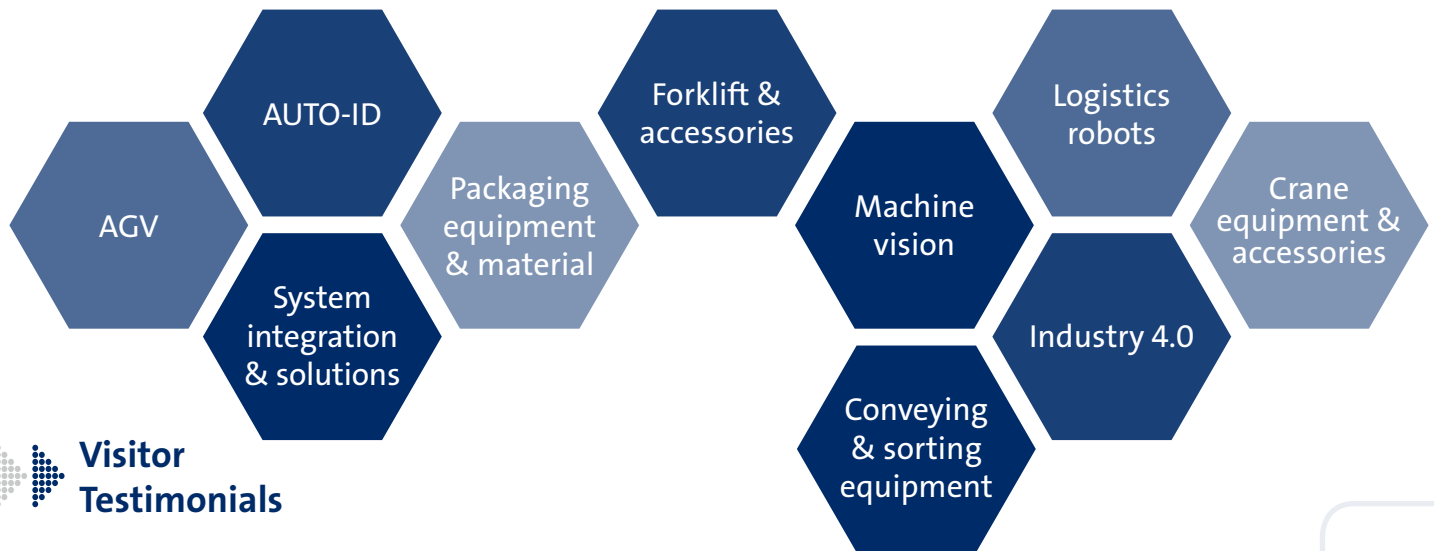 AUTO-ID
Forklift &
accessories
Logistics
robots
AGV
Packaging
equipment
& material
Machine
vision
Crane
equipment &
accessories
System
integration
& solutions
Industry 4.0
Conveying
& sorting
equipment
Visitor
Testimonials